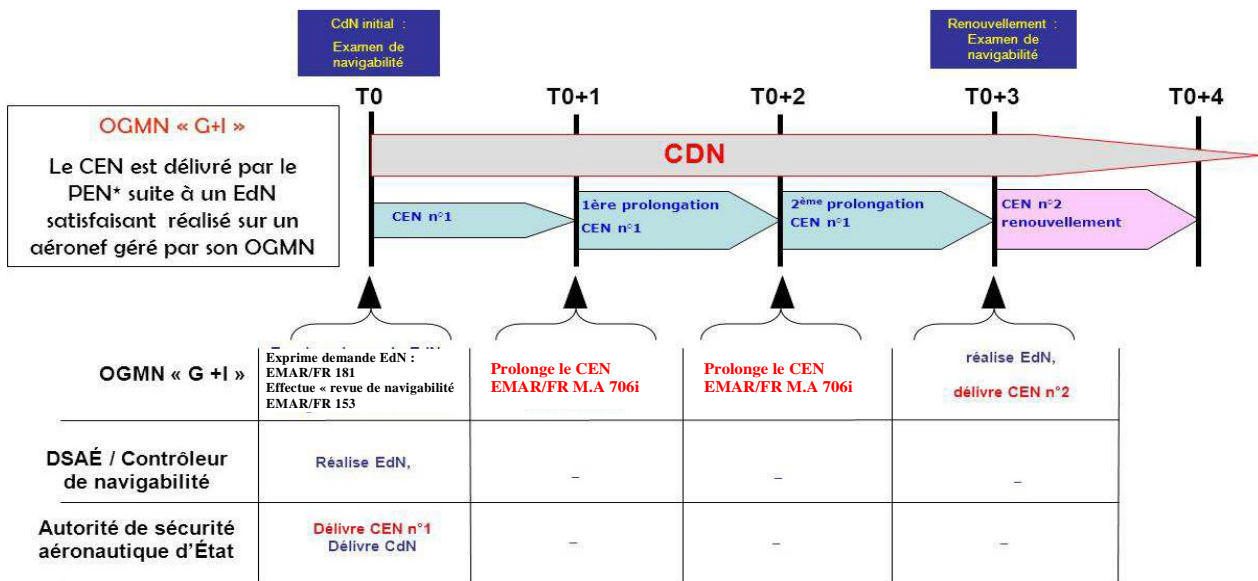 CdN initial :
Examen de
navigabilité
Renouvellement :
Examen de
navigabilité
T0
T0+1
T0+2
T0+3
T0+4
OGMN « G+I »
Le CEN est délivré par le
PEN* suite à un EdN
satisfaisant réalisé sur un
aéronef géré par son OGMN
CDN
CEN n°1
1ère prolongation
CEN n°1
2ème prolongation
CEN n°1
CEN n°2
renouvellement
OGMN « G +I »
Exprime demande EdN :
EMAR/FR 181
Effectue « revue de navigabilité
EMAR/FR 153
Prolonge le CEN
EMAR/FR M.A 706i
Prolonge le CEN
EMAR/FR M.A 706i
réalise EdN,
délivre CEN n°2
DSAÉ / Contrôleur
de navigabilité
Réalise EdN,
–
–
–
Autorité de sécurité
aéronautique d'État
Délivre CEN n°1
Délivre CdN
–
–
–